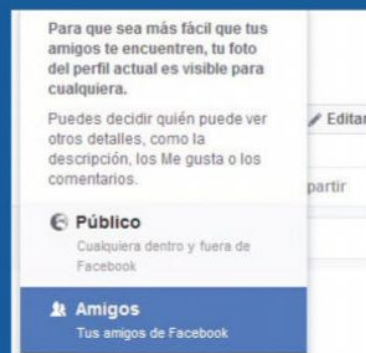 Para que sea más fácil que tus
amigos te encuentren, tu foto
del perfil actual es visible para
cualquiera.
Puedes decidir quién puede ver
otros detalles, como la
descripción, los Me gusta o los
comentarios.
Editar
partir
Público
Cualquiera dentro y fuera de
Facebook
Amigos
Tus amigos de Facebook